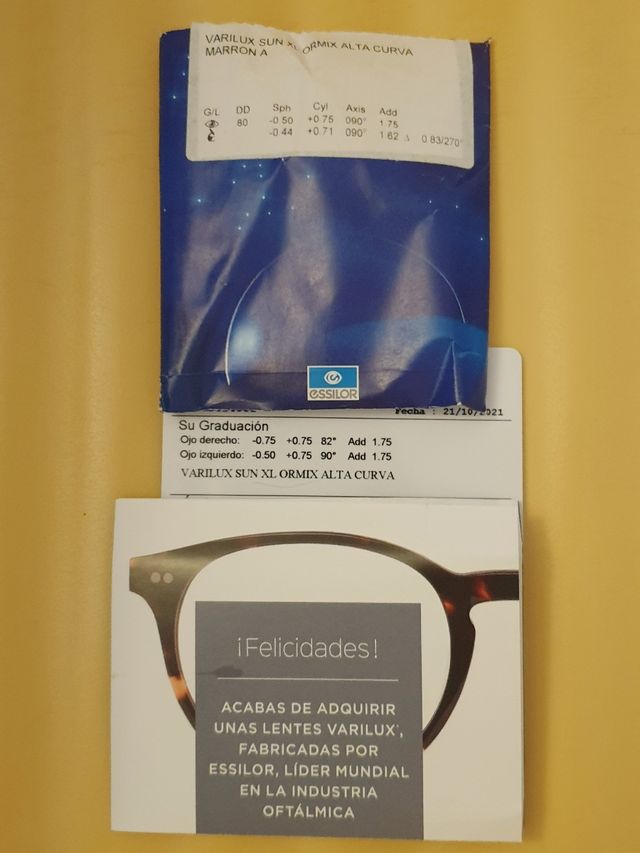 VARILUX SUN XL ORMIX ALTA CURVA
MARRON A
G/L DD Sph Cyl Axis Add
80 -0.50 +0.75 090° 1.75
-0.44 +0.71 090° 1.62 Δ 0.83/270°
essilor
Fecha : 21/10/2021
Su Graduación
Ojo derecho: -0.75 +0.75 82° Add 1.75
Ojo izquierdo: -0.50 +0.75 90° Add 1.75
VARILUX SUN XL ORMIX ALTA CURVA
¡Felicidades!
ACABAS DE ADQUIRIR
UNAS LENTES VARILUX®,
FABRICADAS POR
ESSILOR, LÍDER MUNDIAL
EN LA INDUSTRIA
OFTÁLMICA